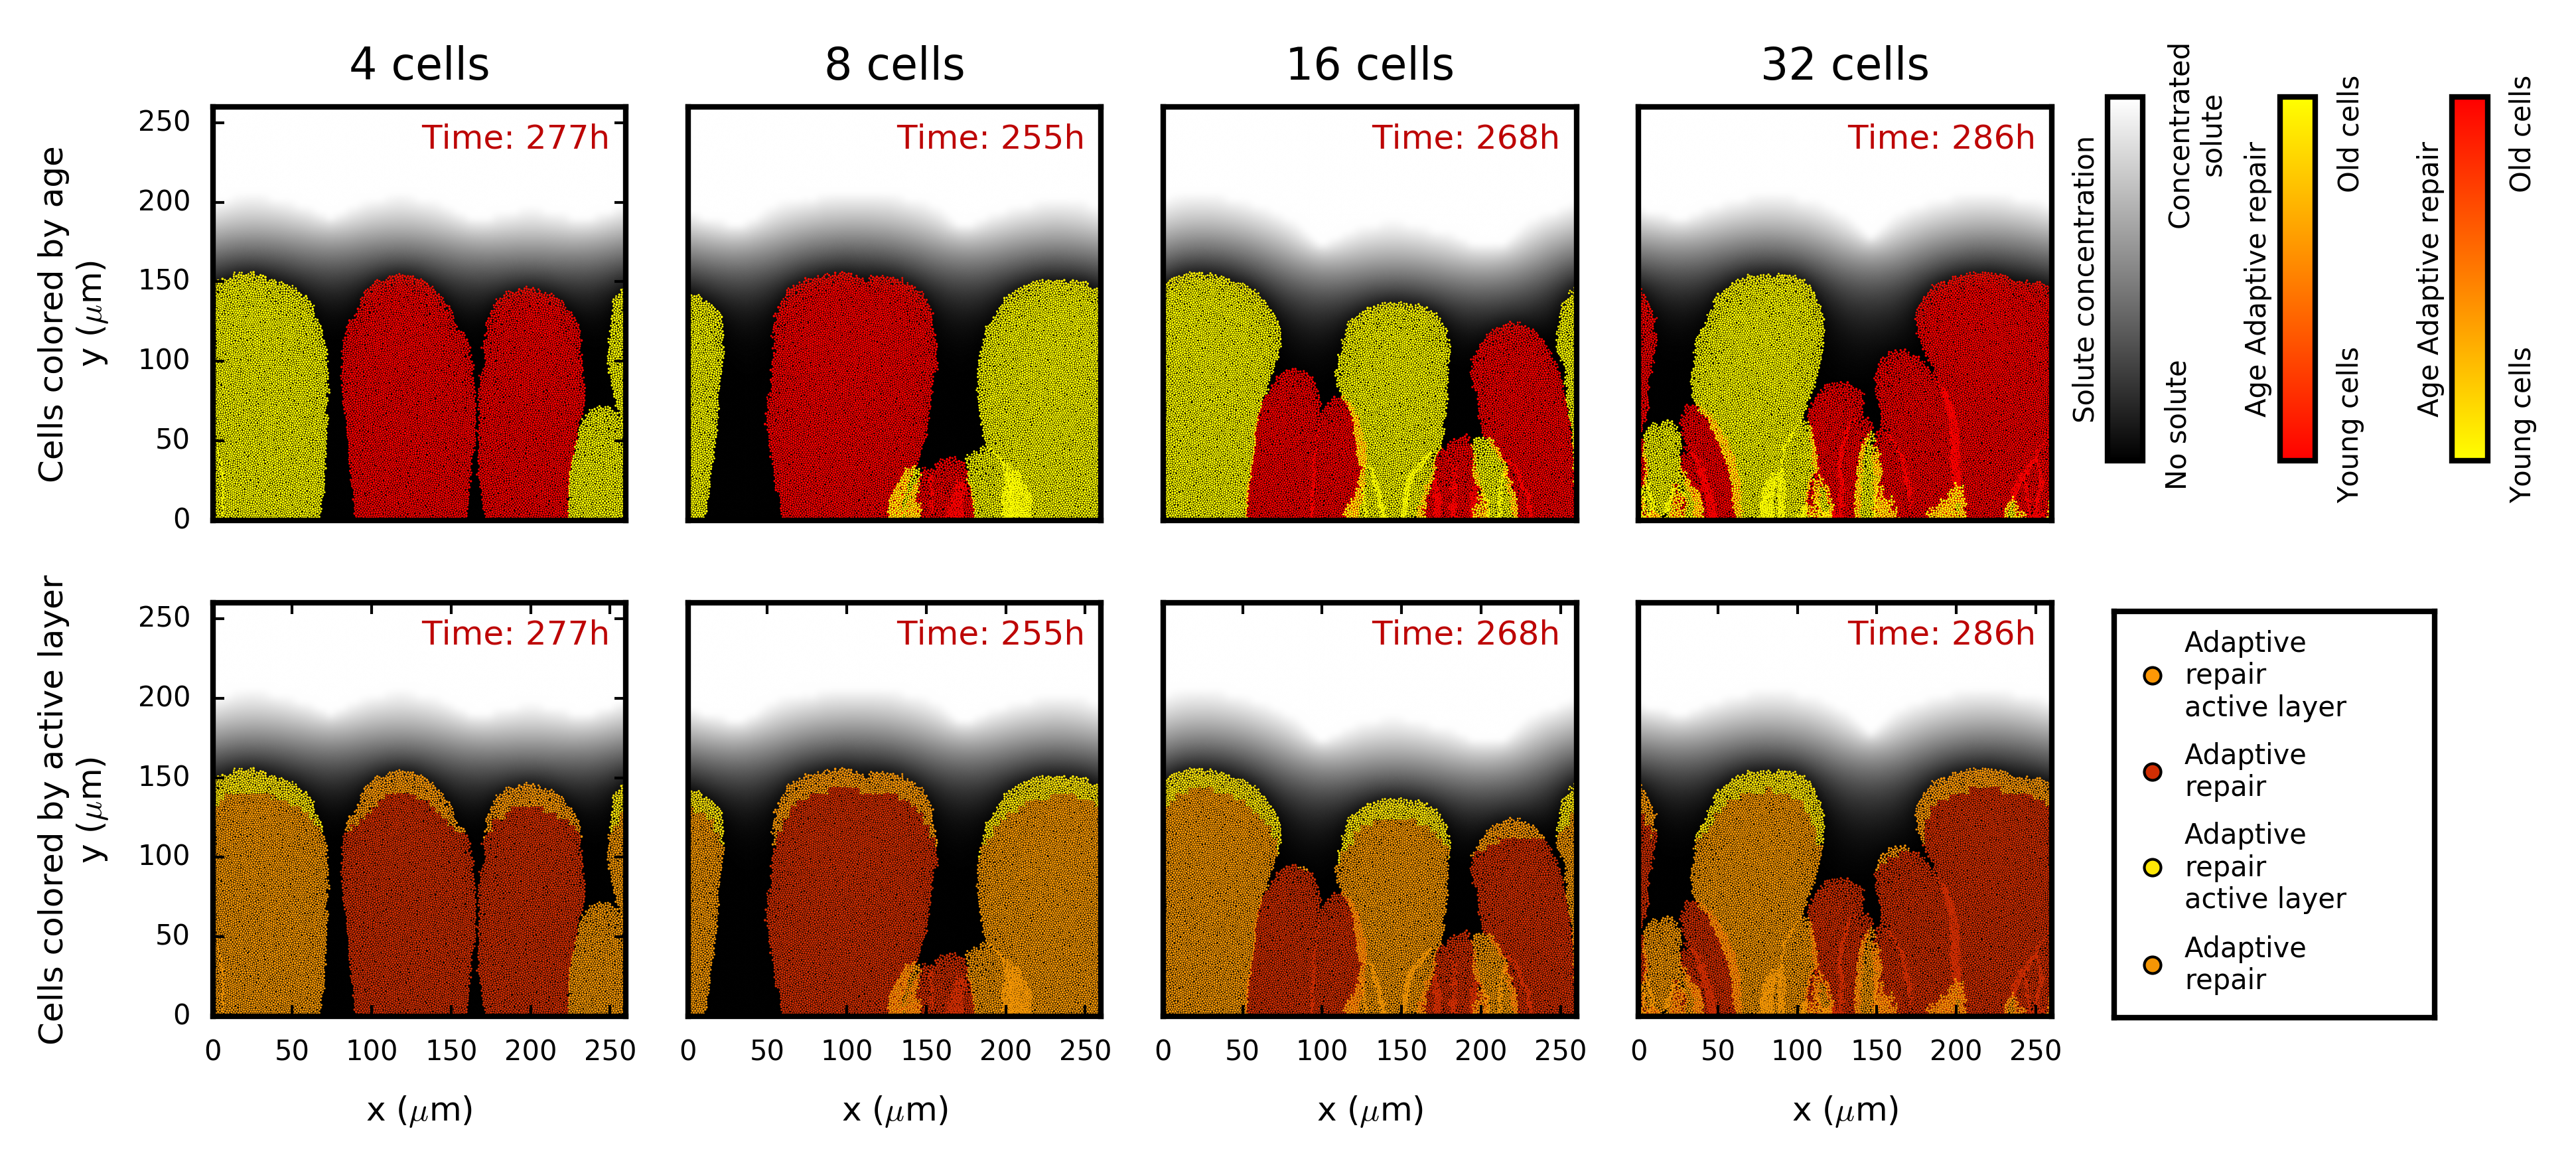 4 cells
8 cells
16 cells
32 cells
Cells colored by age
y (μm)
250
200
150
100
50
0
Time: 277h
Time: 255h
Time: 268h
Time: 286h
Solute concentration
Concentrated
solute
No solute
Age Adaptive repair
Old cells
Young cells
Age Adaptive repair
Old cells
Young cells
Cells colored by active layer
y (μm)
250
200
150
100
50
0
Time: 277h
Time: 255h
Time: 268h
Time: 286h
0 50 100 150 200 250
0 50 100 150 200 250
0 50 100 150 200 250
0 50 100 150 200 250
x (μm)
x (μm)
x (μm)
x (μm)
Adaptive
repair
active layer
Adaptive
repair
Adaptive
repair
active layer
Adaptive
repair